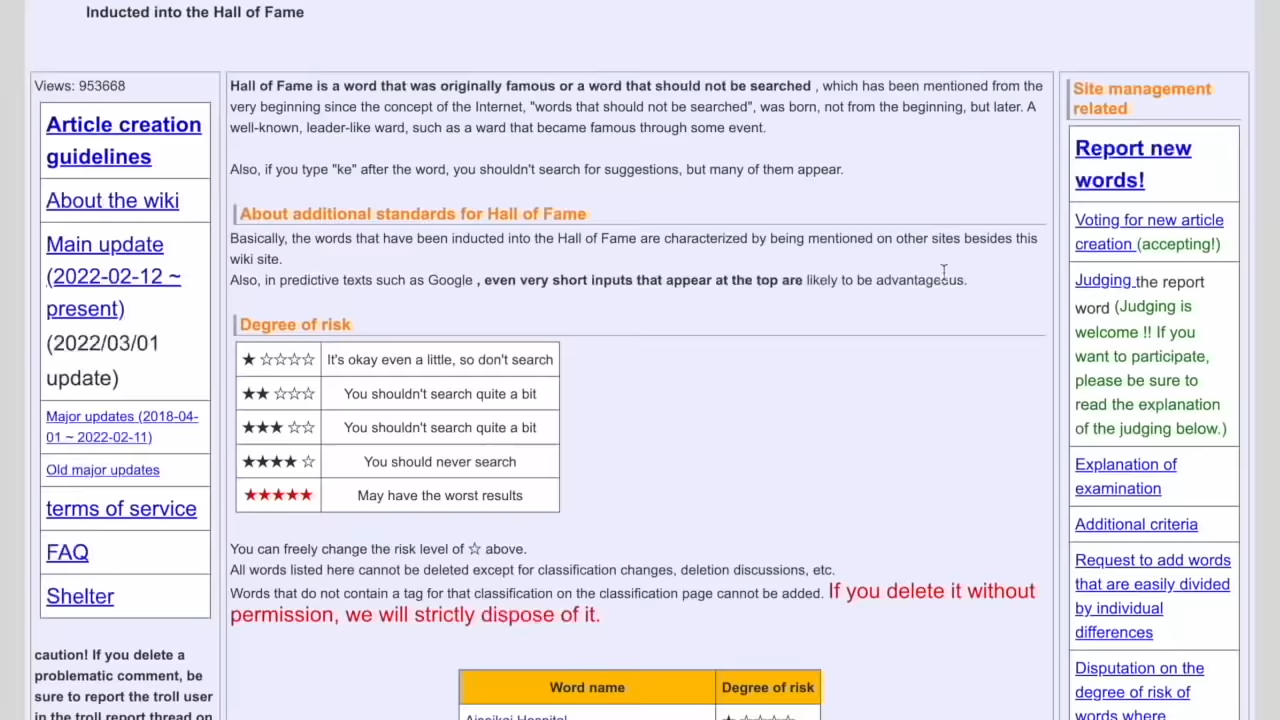 Inducted into the Hall of Fame
Views: 953668
Article creation
guidelines
About the wiki
Main update
(2022-02-12 ~
present)
(2022/03/01
update)
Major updates (2018-04-
01 ~ 2022-02-11)
Old major updates
terms of service
FAQ
Shelter
caution! If you delete a
problematic comment, be
sure to report the troll user
in the troll report thread on
Hall of Fame is a word that was originally famous or a word that should not be searched , which has been mentioned from the
very beginning since the concept of the Internet, "words that should not be searched", was born, not from the beginning, but later. A
well-known, leader-like ward, such as a ward that became famous through some event.
Also, if you type "ke" after the word, you shouldn't search for suggestions, but many of them appear.
About additional standards for Hall of Fame
Basically, the words that have been inducted into the Hall of Fame are characterized by being mentioned on other sites besides this
wiki site.
Also, in predictive texts such as Google , even very short inputs that appear at the top are likely to be advantageous.
Degree of risk
★ ☆☆☆☆ It's okay even a little, so don't search
★★ ☆☆☆ You shouldn't search quite a bit
★★★ ☆☆ You shouldn't search quite a bit
★★★★ ☆ You should never search
★★★★★ May have the worst results
You can freely change the risk level of ☆ above.
All words listed here cannot be deleted except for classification changes, deletion discussions, etc.
Words that do not contain a tag for that classification on the classification page cannot be added. If you delete it without
permission, we will strictly dispose of it.
Word name Degree of risk
★ ☆☆☆☆
Site management
related
Report new
words!
Voting for new article
creation (accepting!)
Judging the report
word (Judging is
welcome !! If you
want to participate,
please be sure to
read the explanation
of the judging below.)
Explanation of
examination
Additional criteria
Request to add words
that are easily divided
by individual
differences
Disputation on the
degree of risk of
words where